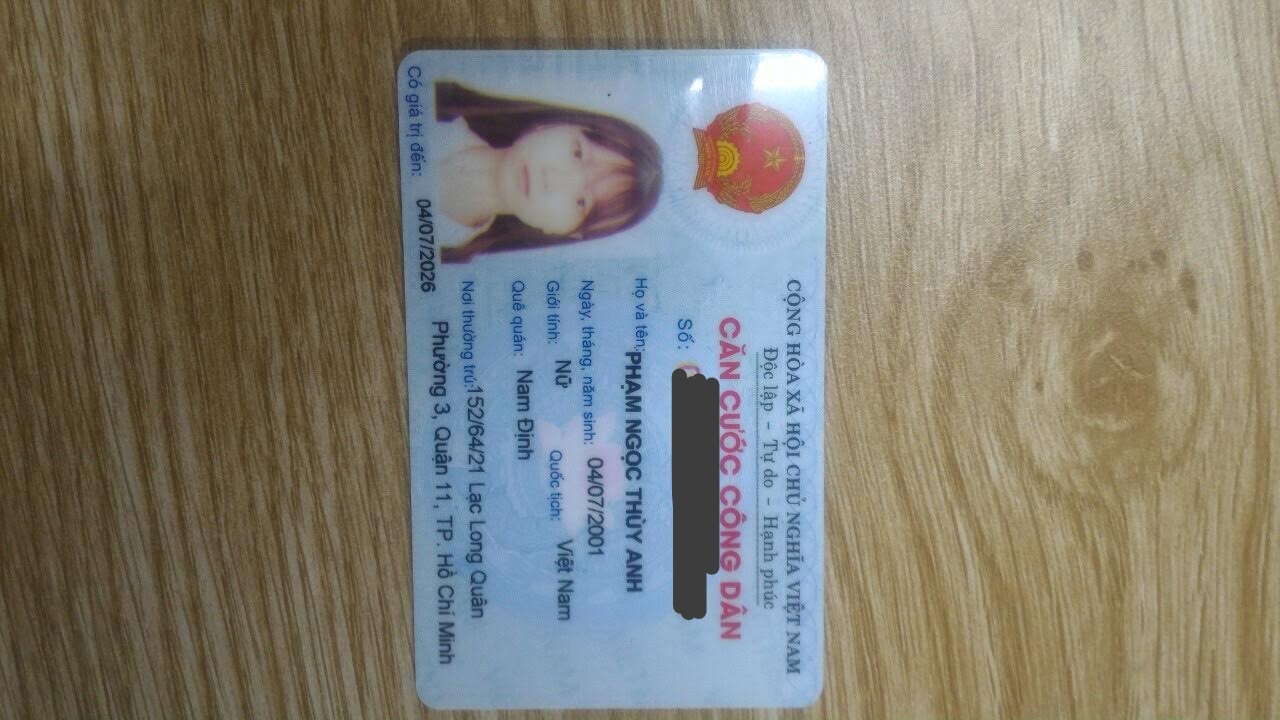 CỘNG HÒA XÃ HỘI CHỦ NGHĨA VIỆT NAM
Độc lập – Tự do – Hạnh phúc
CĂN CƯỚC CÔNG DÂN
Số:
Họ và tên: PHẠM NGỌC THÙY ANH
Ngày, tháng, năm sinh: 04/07/2001
Giới tính: Nữ Quốc tịch: Việt Nam
Quê quán: Nam Định
Nơi thường trú: 152/64/21 Lạc Long Quân
Phường 3, Quận 11, TP. Hồ Chí Minh
Có giá trị đến: 04/07/2026